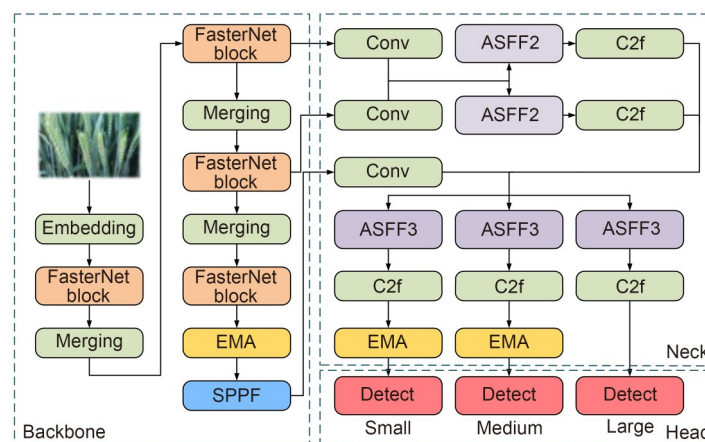 Embedding
FasterNet
block
Merging
FasterNet
block
Merging
FasterNet
block
Merging
FasterNet
block
EMA
SPPF
Backbone
Conv
ASFF2
C2f
Conv
ASFF2
C2f
Conv
ASFF3
ASFF3
ASFF3
C2f
C2f
C2f
EMA
EMA
Neck
Detect
Detect
Detect
Small
Medium
Large
Head